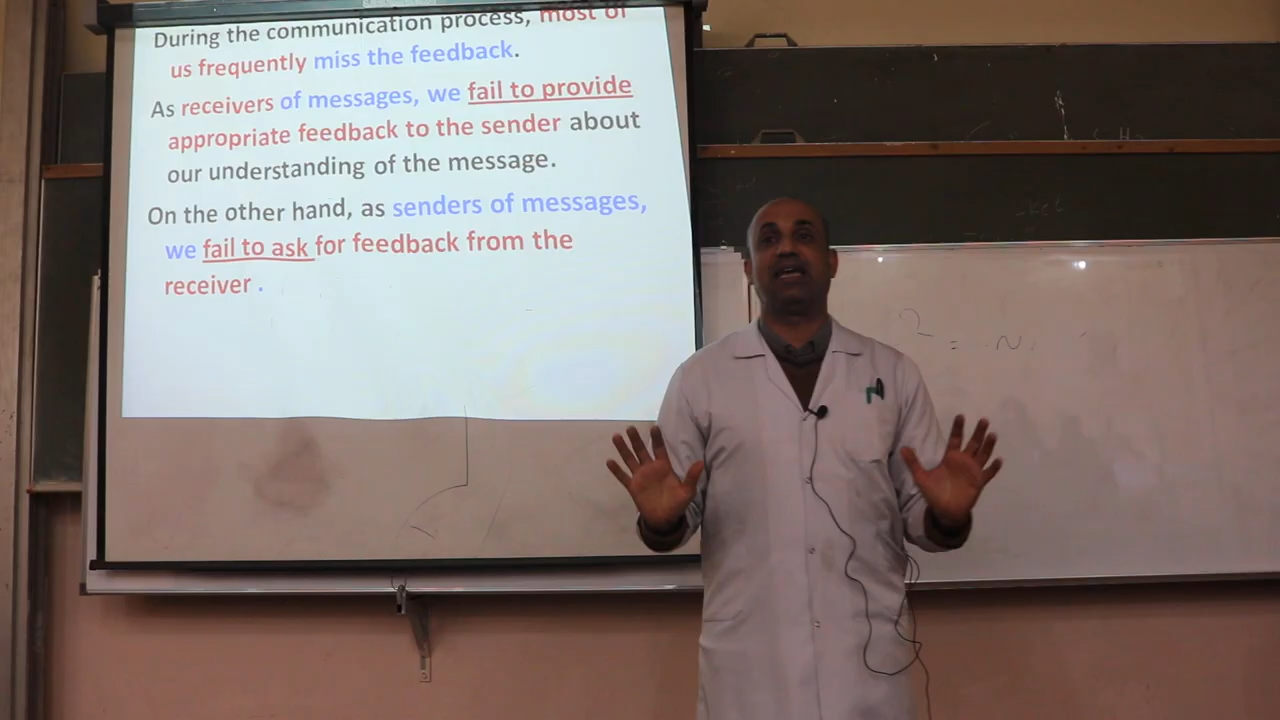 During the communication process, most of
us frequently miss the feedback.
As receivers of messages, we fail to provide
appropriate feedback to the sender about
our understanding of the message.
On the other hand, as senders of messages,
we fail to ask for feedback from the
receiver .